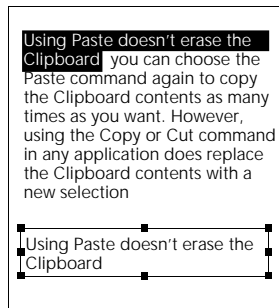 Using Paste doesn't erase the
Clipboard you can choose the
Paste command again to copy
the Clipboard contents as many
times as you want. However,
using the Copy or Cut command
in any application does replace
the Clipboard contents with a
new selection
Using Paste doesn't erase the
Clipboard